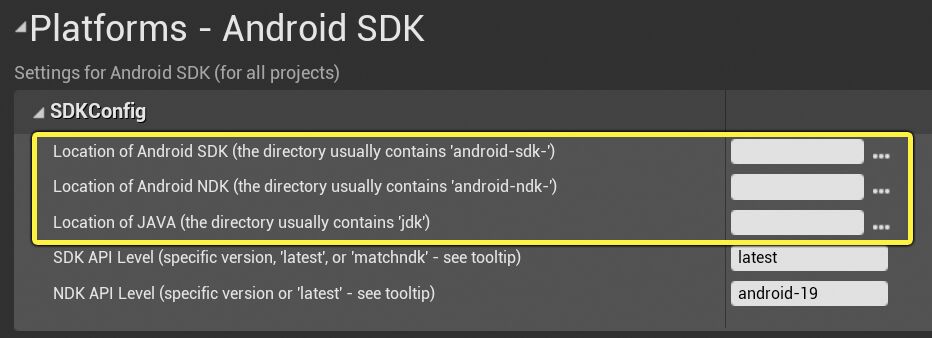 Platforms - Android SDK
Settings for Android SDK (for all projects)
SDKConfig
Location of Android SDK (the directory usually contains 'android-sdk-')
Location of Android NDK (the directory usually contains 'android-ndk-')
Location of JAVA (the directory usually contains 'jdk')
SDK API Level (specific version, 'latest', or 'matchndk' - see tooltip) latest
NDK API Level (specific version or 'latest' - see tooltip) android-19